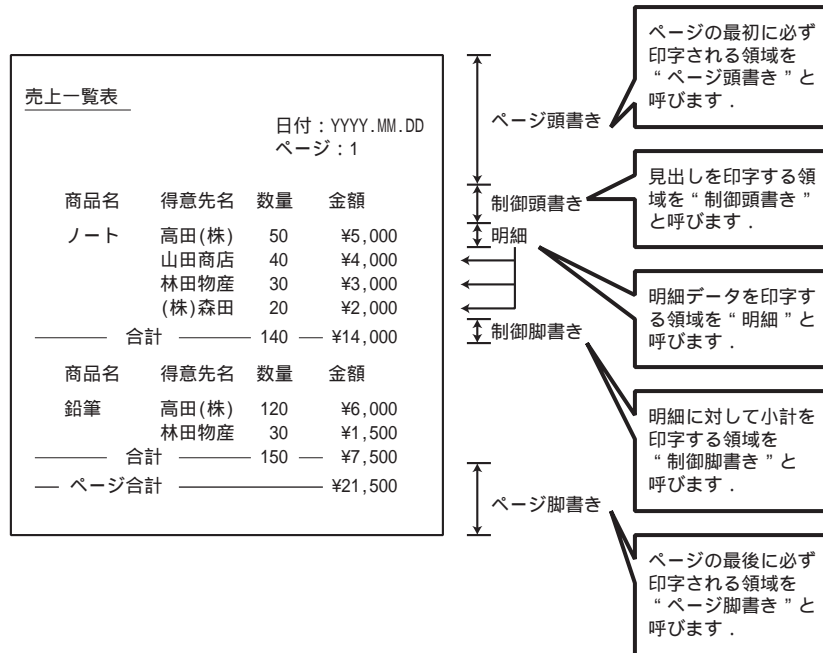 売上一覧表
日付：YYYY.MM.DD
ページ：1
商品名 得意先名 数量 金額
ノート 高田(株) 50 ¥5,000
山田商店 40 ¥4,000
林田物産 30 ¥3,000
(株)森田 20 ¥2,000
合計 140 ¥14,000
商品名 得意先名 数量 金額
鉛筆 高田(株) 120 ¥6,000
林田物産 30 ¥1,500
合計 150 ¥7,500
ページ合計 ¥21,500
ページ頭書き
制御頭書き
明細
制御脚書き
ページ脚書き
ページの最初に必ず
印字される領域を
“ページ頭書き”と
呼びます．
見出しを印字する領
域を“制御頭書き”
と呼びます．
明細データを印字す
る領域を“明細”と
呼びます．
明細に対して小計を
印字する領域を
“制御脚書き”と
呼びます．
ページの最後に必ず
印字される領域を
“ページ脚書き”と
呼びます．